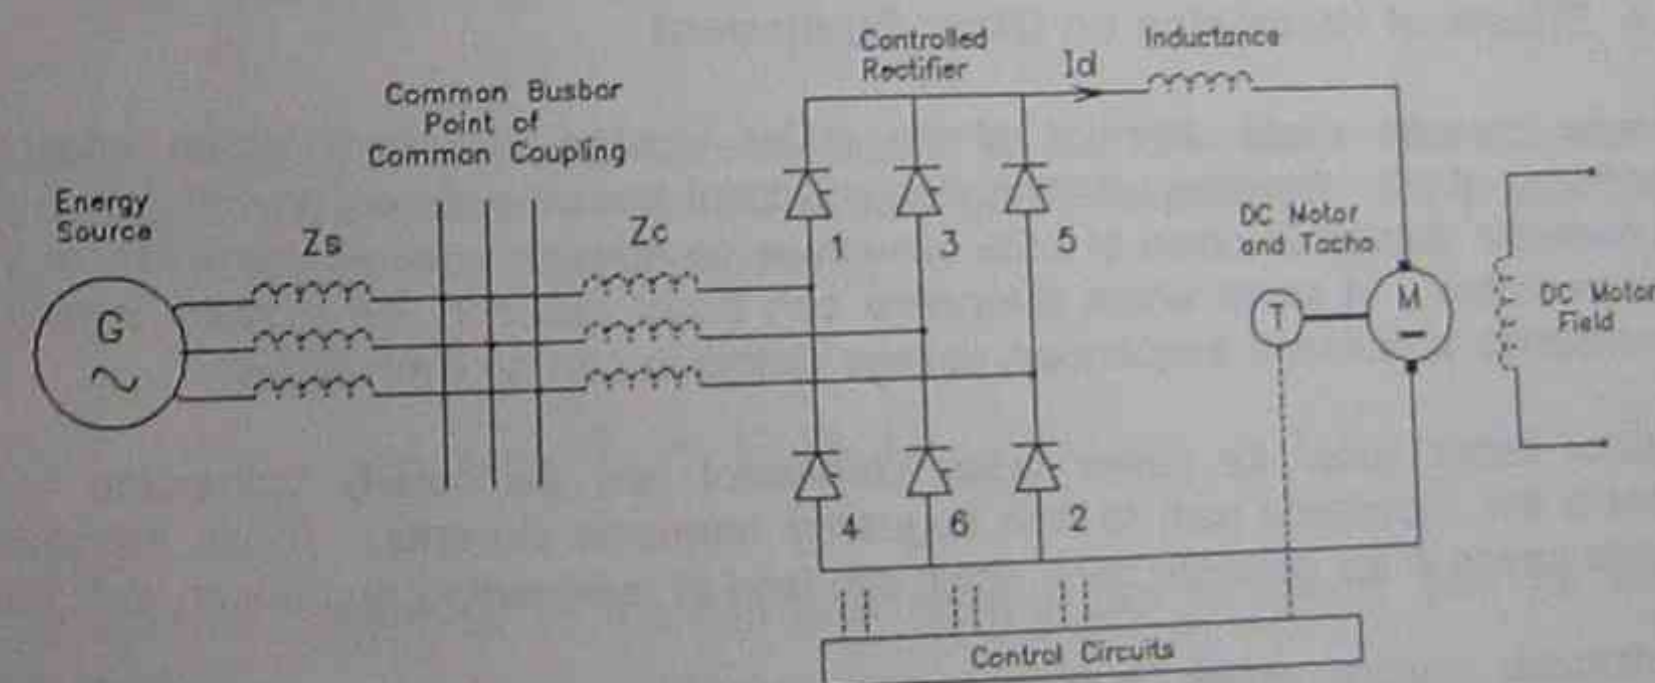 Controlled
Rectifier
Id
Inductance
Common Busbar
Point of
Common Coupling
Energy
Source
Zs
Zc
1
3
5
DC Motor
and Tacho
G
T
M
DC Motor
Field
4
6
2
Control Circuits